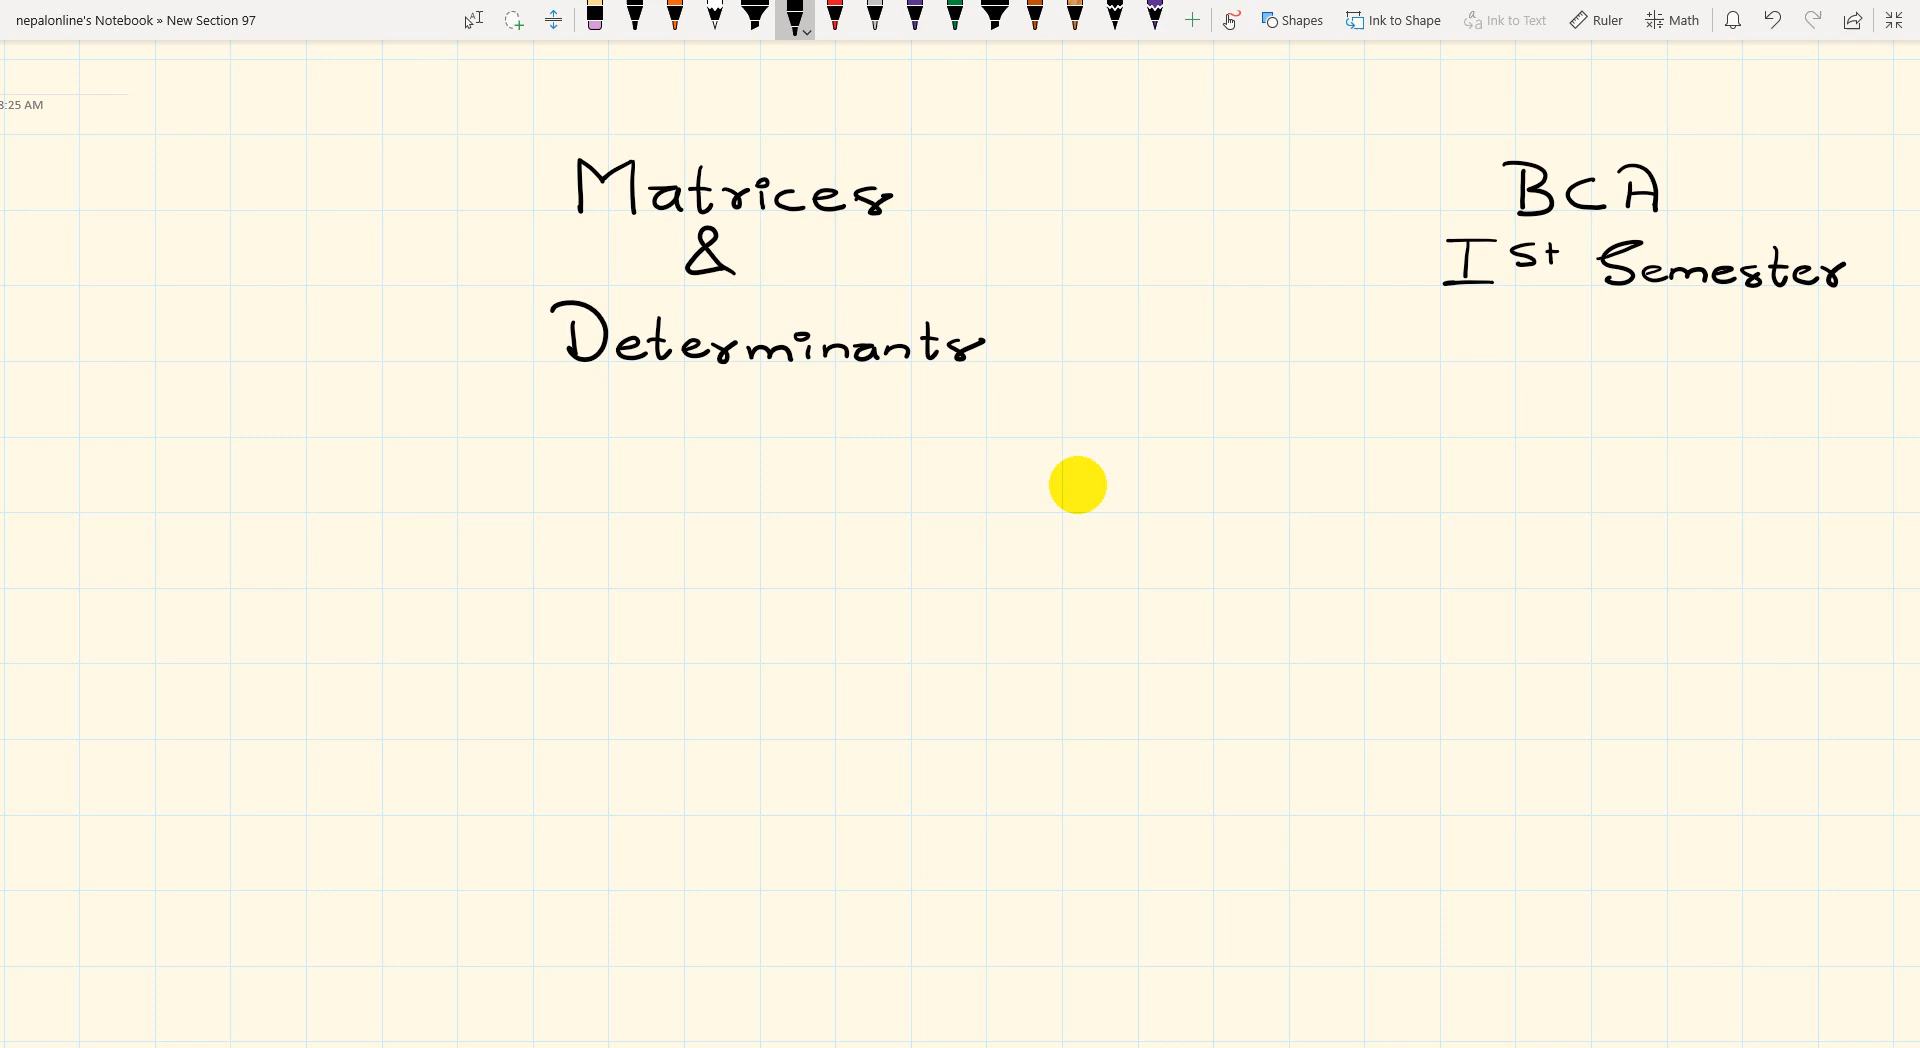 nepalonline's Notebook » New Section 97
Shapes
Ink to Shape
Ink to Text
Ruler
Math
8:25 AM
Matrices
&
Determinants
BCA
Ist Semester